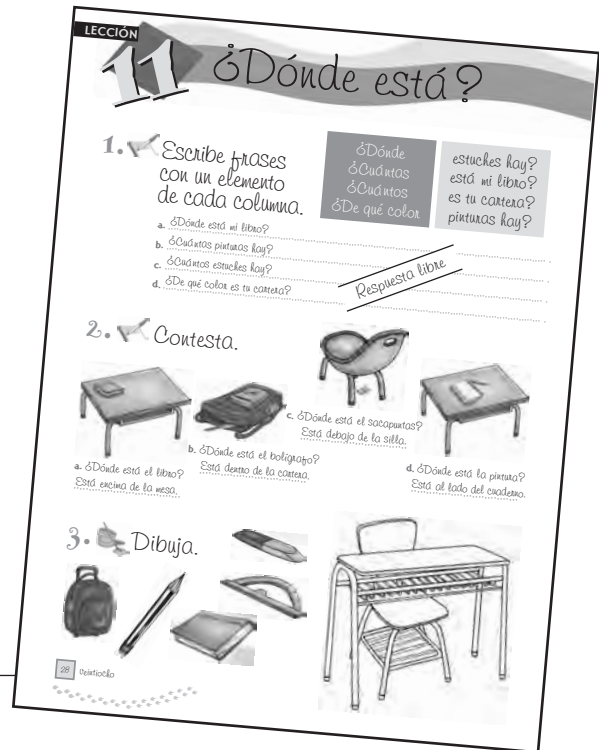 LECCIÓN
11 ¿Dónde está?
1. Escribe frases
con un elemento
de cada columna.
¿Dónde
¿Cuántas
¿Cuántos
¿De qué color
estuches hay?
está mi libro?
es tu cartera?
pinturas hay?
a. ¿Dónde está mi libro?
b. ¿Cuántas pinturas hay?
c. ¿Cuántos estuches hay?
d. ¿De qué color es tu cartera?
Respuesta libre
2. Contesta.
a. ¿Dónde está el libro?
Está encima de la mesa.
b. ¿Dónde está el bolígrafo?
Está dentro de la cartera.
c. ¿Dónde está el sacapuntas?
Está debajo de la silla.
d. ¿Dónde está la pintura?
Está al lado del cuaderno.
3. Dibuja.
28 veintiocho